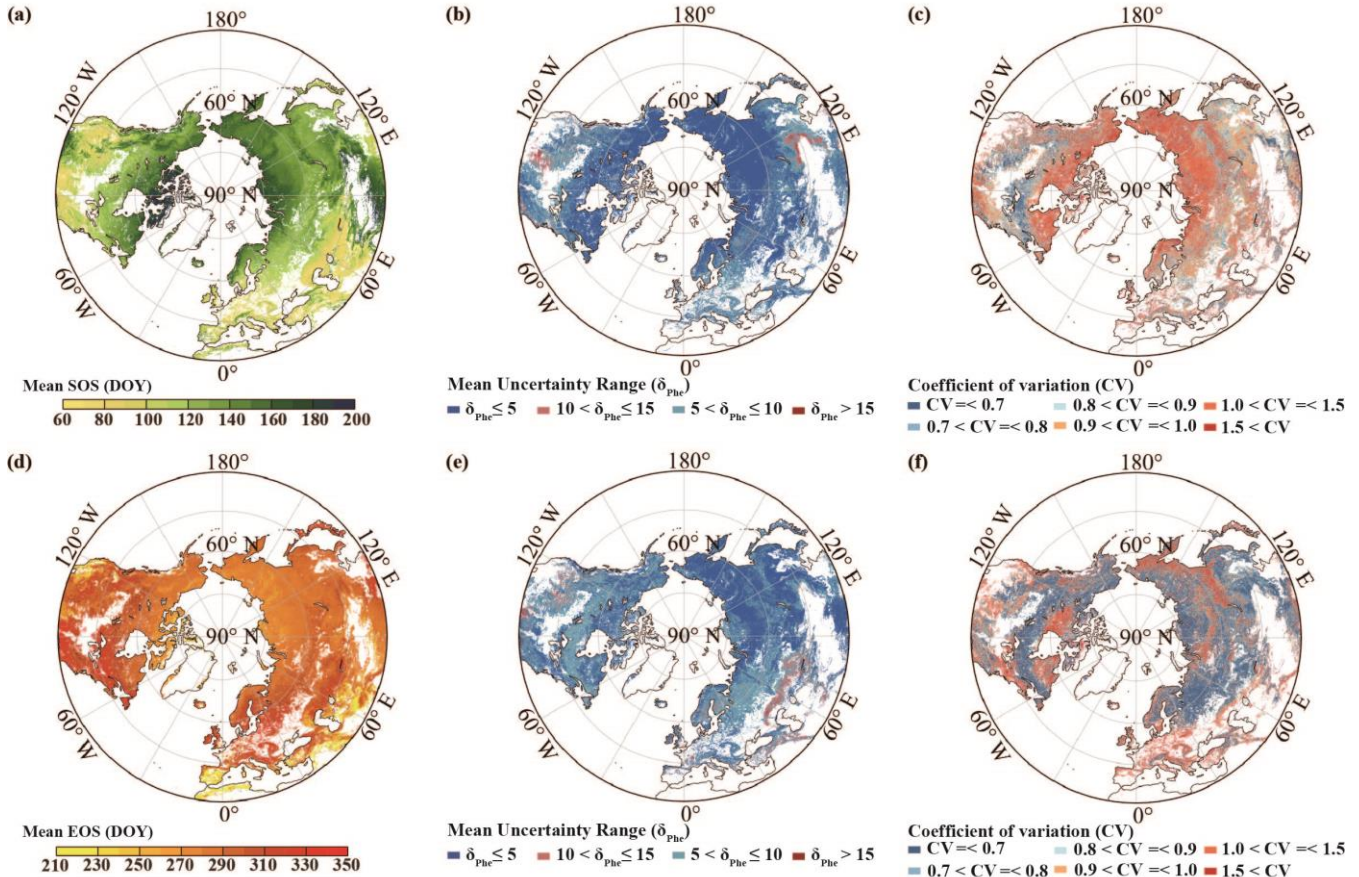 (a)
180°
120° W
60° N
120° E
90° N
60° W
60° E
0°
Mean SOS (DOY)
60 80 100 120 140 160 180 200
(b)
180°
120° W
60° N
120° E
90° N
60° W
60° E
0°
Mean Uncertainty Range (δPhe)
δPhe ≤ 5 10 < δPhe ≤ 15 5 < δPhe ≤ 10 δPhe > 15
(c)
180°
120° W
60° N
120° E
90° N
60° W
60° E
0°
Coefficient of variation (CV)
CV =< 0.7 0.8 < CV =< 0.9 1.0 < CV =< 1.5
0.7 < CV =< 0.8 0.9 < CV =< 1.0 1.5 < CV
(d)
180°
120° W
60° N
120° E
90° N
60° W
60° E
0°
Mean EOS (DOY)
210 230 250 270 290 310 330 350
(e)
180°
120° W
60° N
120° E
90° N
60° W
60° E
0°
Mean Uncertainty Range (δPhe)
δPhe ≤ 5 10 < δPhe ≤ 15 5 < δPhe ≤ 10 δPhe > 15
(f)
180°
120° W
60° N
120° E
90° N
60° W
60° E
0°
Coefficient of variation (CV)
CV =< 0.7 0.8 < CV =< 0.9 1.0 < CV =< 1.5
0.7 < CV =< 0.8 0.9 < CV =< 1.0 1.5 < CV